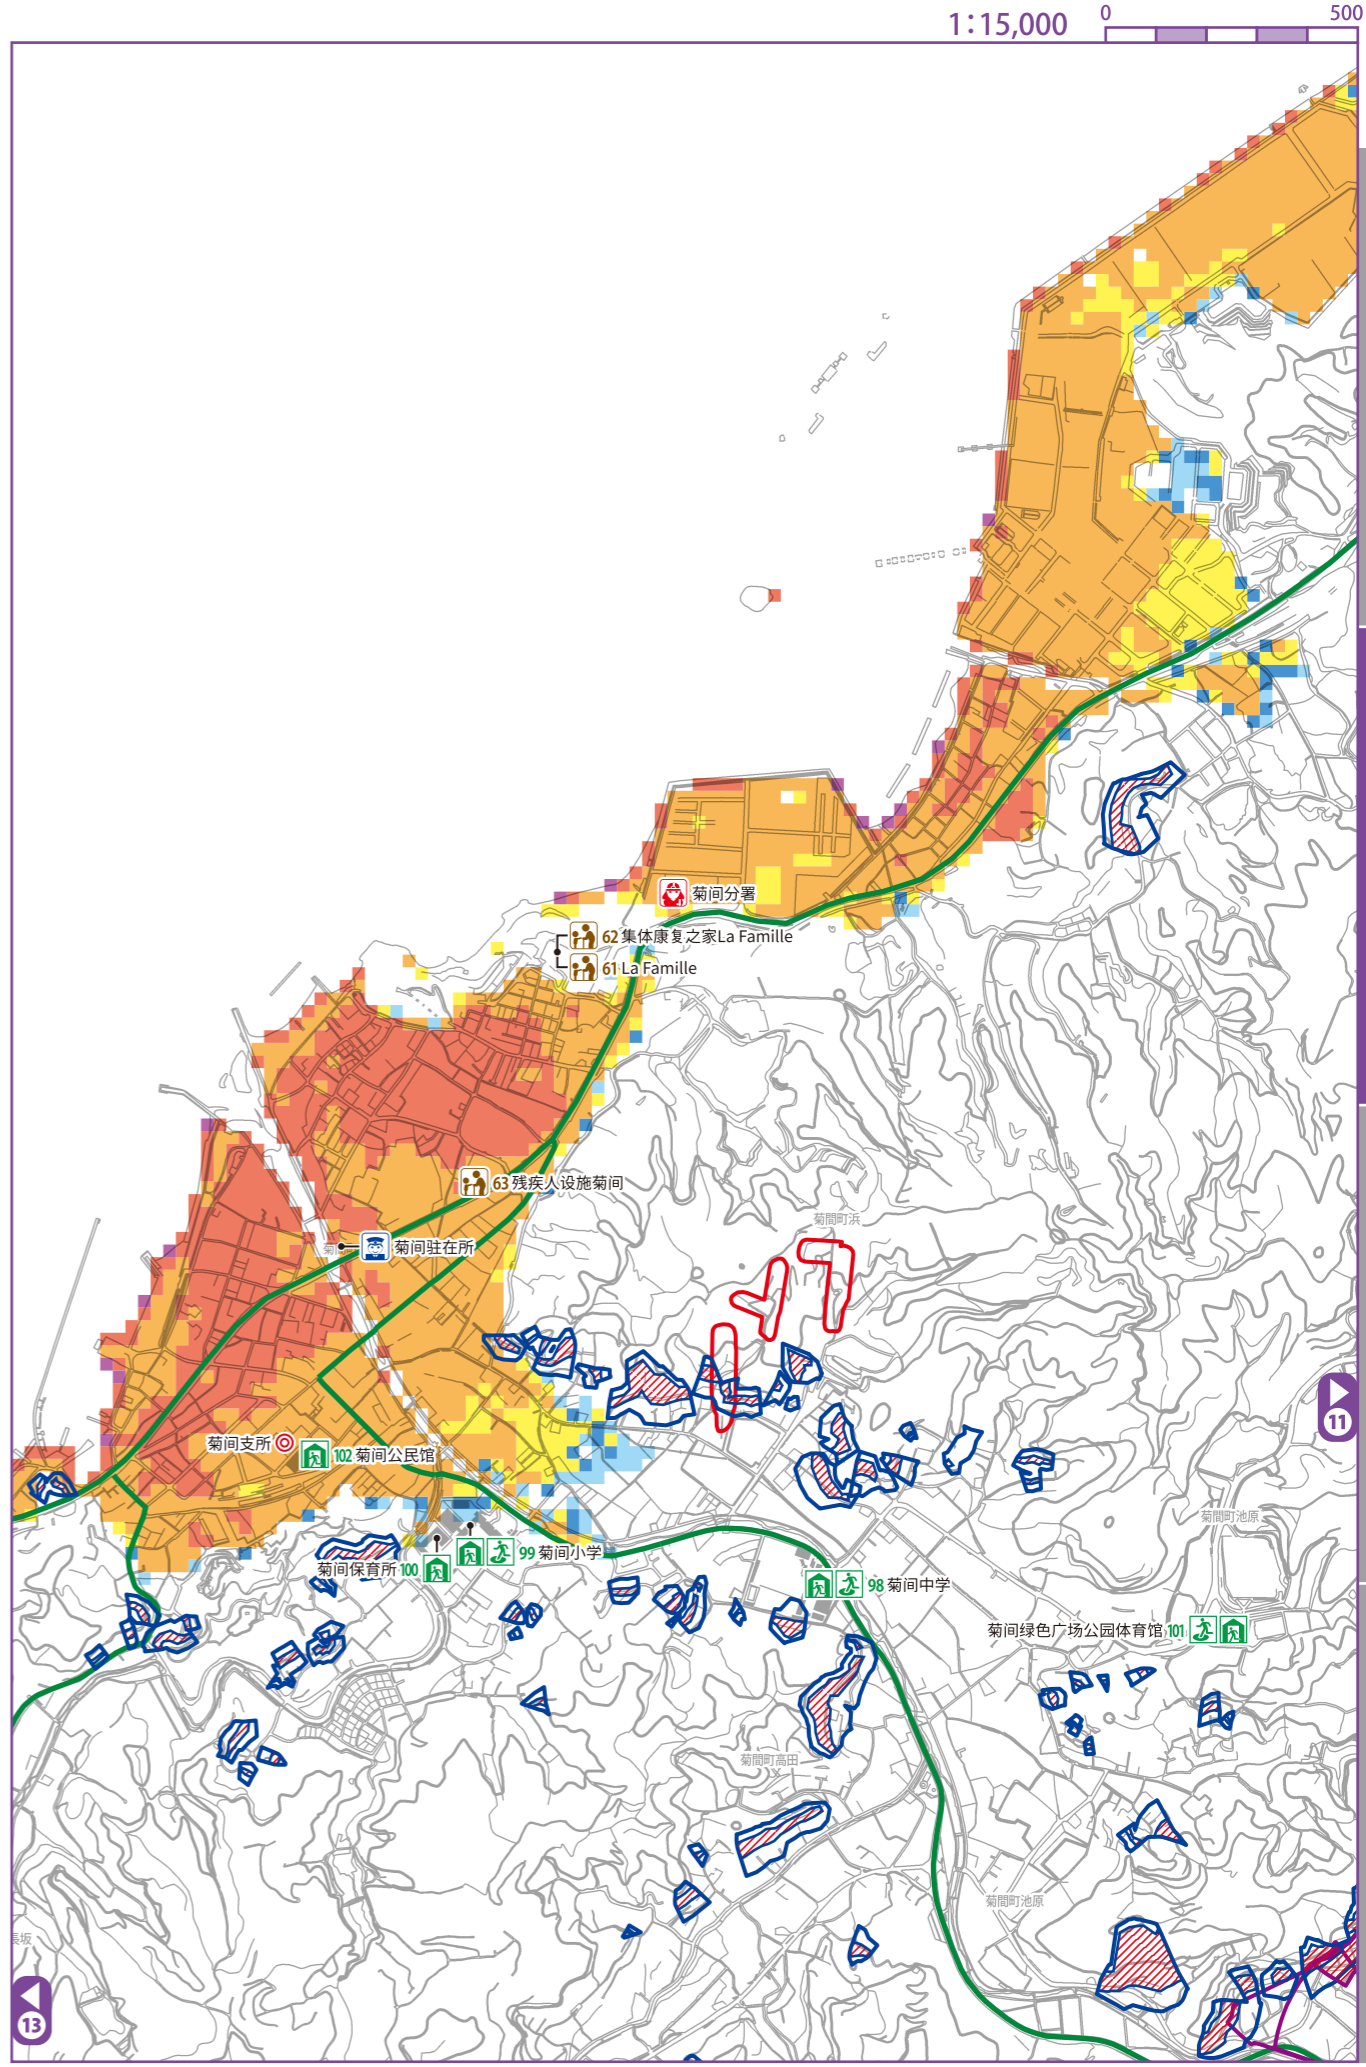 1:15,000
0
500
菊间分署
62 集体康复之家La Famille
61 La Famille
63 残疾人设施菊间
菊間町浜
菊
菊间驻在所
11
菊间支所
102 菊间公民馆
菊間町池原
菊间保育所 100
99 菊间小学
98 菊间中学
菊间绿色广场公园体育馆 101
菊間町高田
菊間町池原
長坂
13